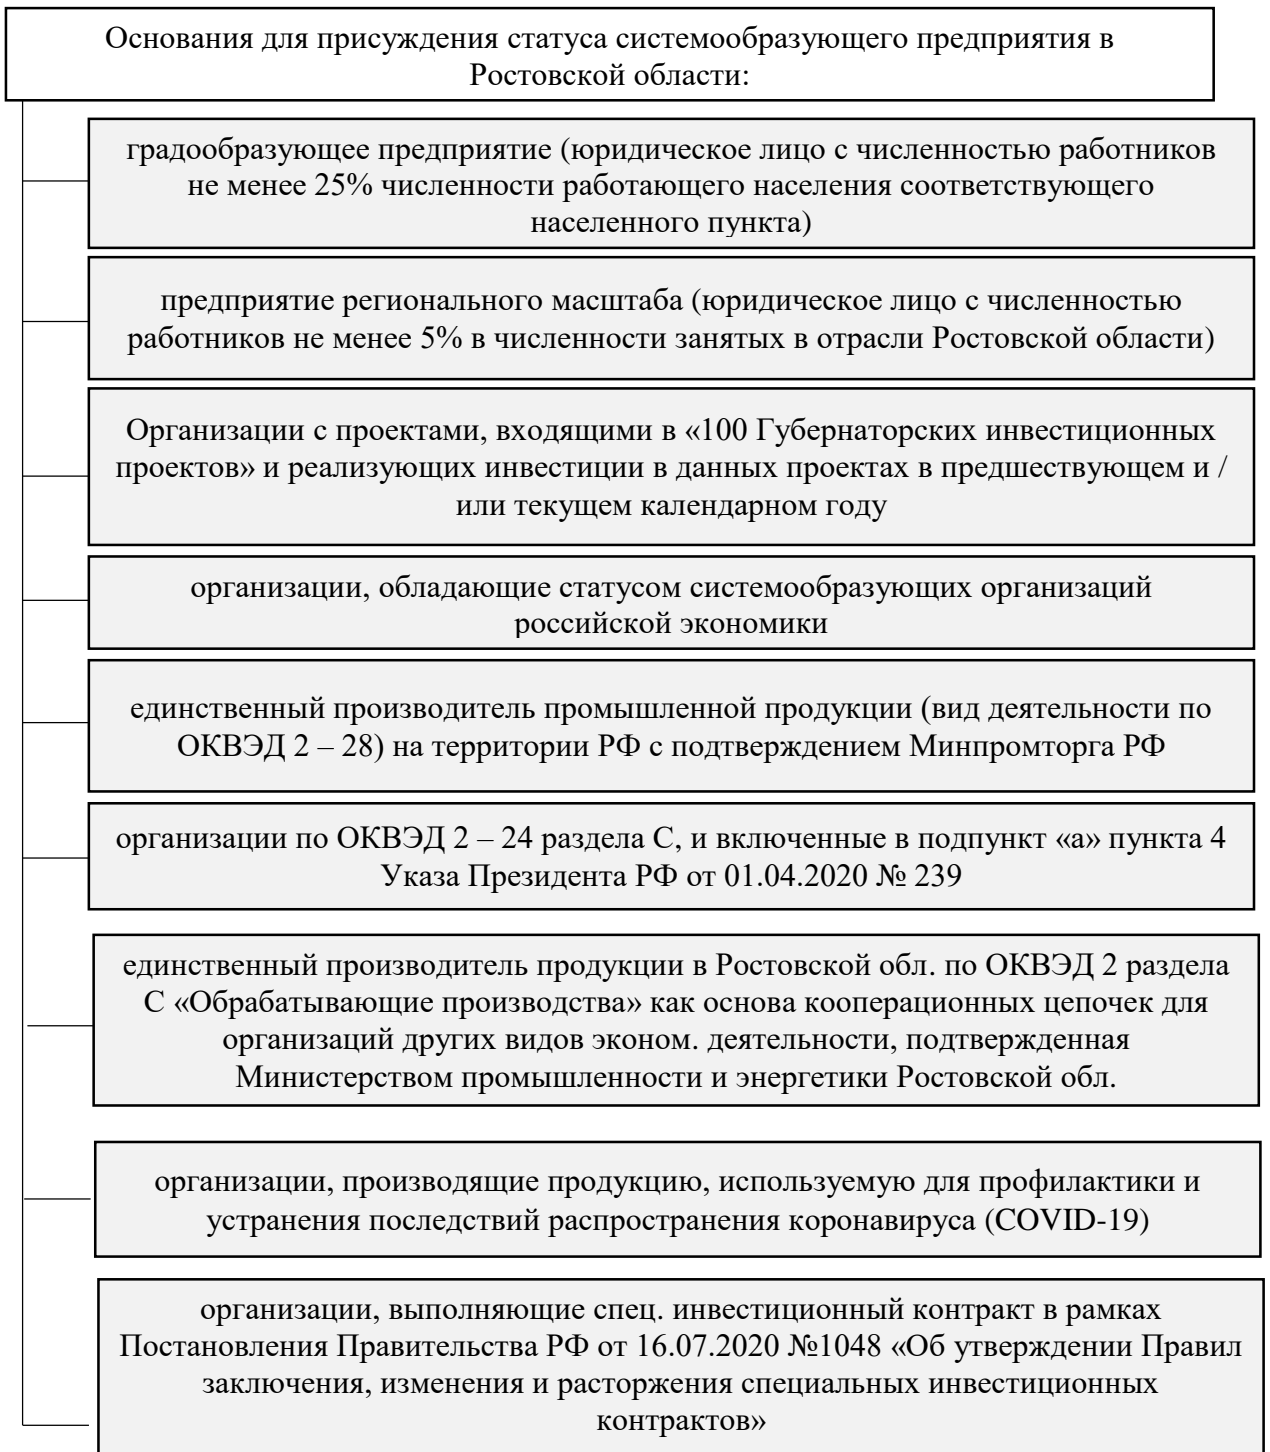 Основания для присуждения статуса системообразующего предприятия в
Ростовской области:
градообразующее предприятие (юридическое лицо с численностью работников
не менее 25% численности работающего населения соответствующего
населенного пункта)
предприятие регионального масштаба (юридическое лицо с численностью
работников не менее 5% в численности занятых в отрасли Ростовской области)
Организации с проектами, входящими в «100 Губернаторских инвестиционных
проектов» и реализующих инвестиции в данных проектах в предшествующем и /
или текущем календарном году
организации, обладающие статусом системообразующих организаций
российской экономики
единственный производитель промышленной продукции (вид деятельности по
ОКВЭД 2 – 28) на территории РФ с подтверждением Минпромторга РФ
организации по ОКВЭД 2 – 24 раздела С, и включенные в подпункт «а» пункта 4
Указа Президента РФ от 01.04.2020 № 239
единственный производитель продукции в Ростовской обл. по ОКВЭД 2 раздела
С «Обрабатывающие производства» как основа кооперационных цепочек для
организаций других видов эконом. деятельности, подтвержденная
Министерством промышленности и энергетики Ростовской обл.
организации, производящие продукцию, используемую для профилактики и
устранения последствий распространения коронавируса (COVID-19)
организации, выполняющие спец. инвестиционный контракт в рамках
Постановления Правительства РФ от 16.07.2020 №1048 «Об утверждении Правил
заключения, изменения и расторжения специальных инвестиционных
контрактов»